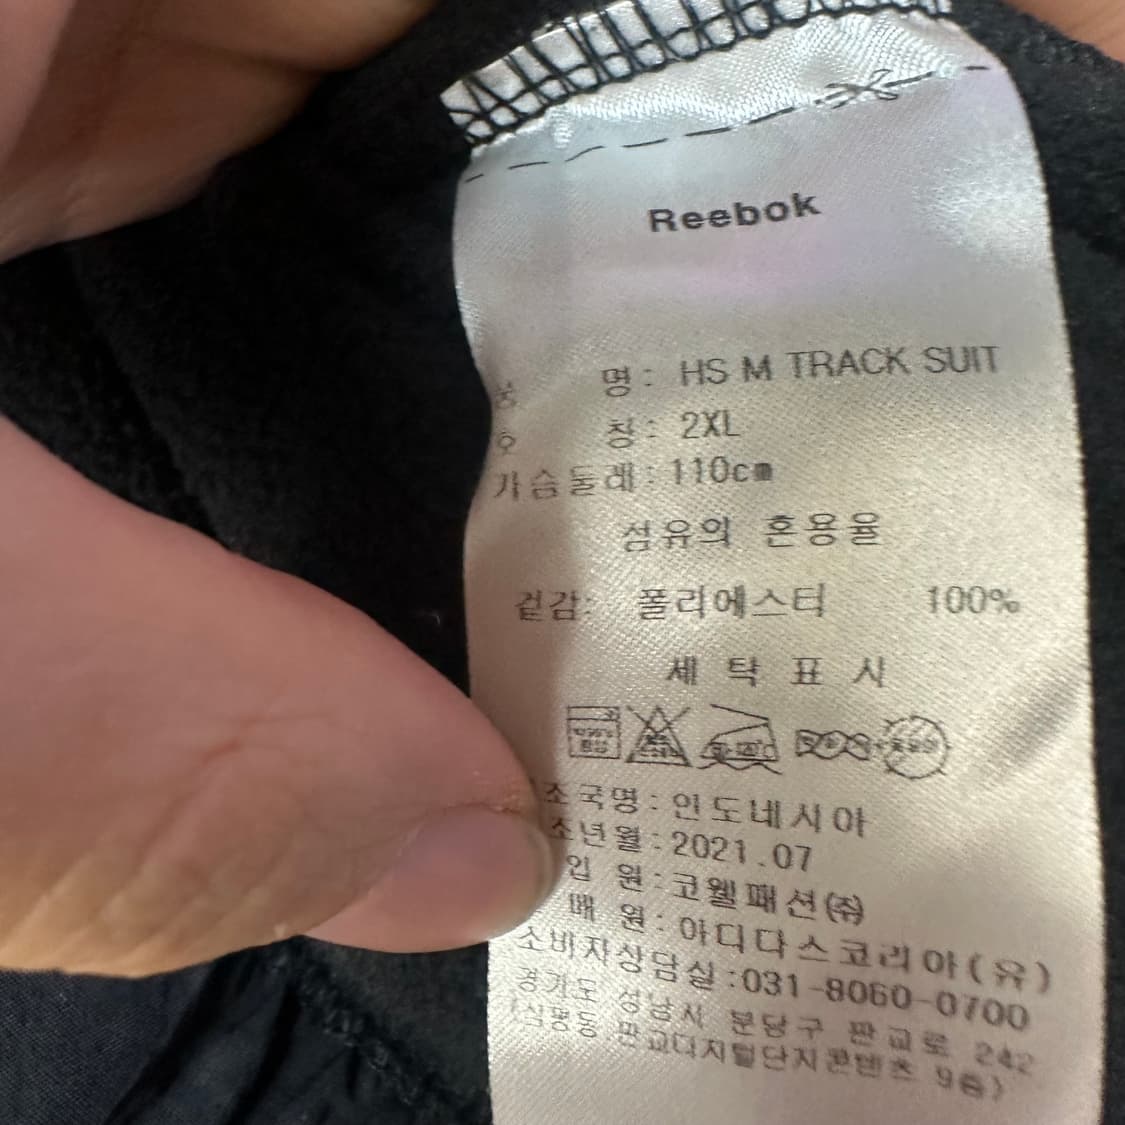 Reebok
품 명 : HS M TRACK SUIT
호 칭 : 2XL
가슴둘레 : 110cm
섬유의 혼용율
겉감: 폴리에스터 100%
세 탁 표 시
조국명 : 인도네시아
조년월 : 2021.07
입 원 : 코웰패션(주)
매 원 : 아디다스코리아(유)
소비자상담실 : 031-8060-0700
경기도 성남시 분당구 판교로 242
판교디지털단지콘텐츠 9층)